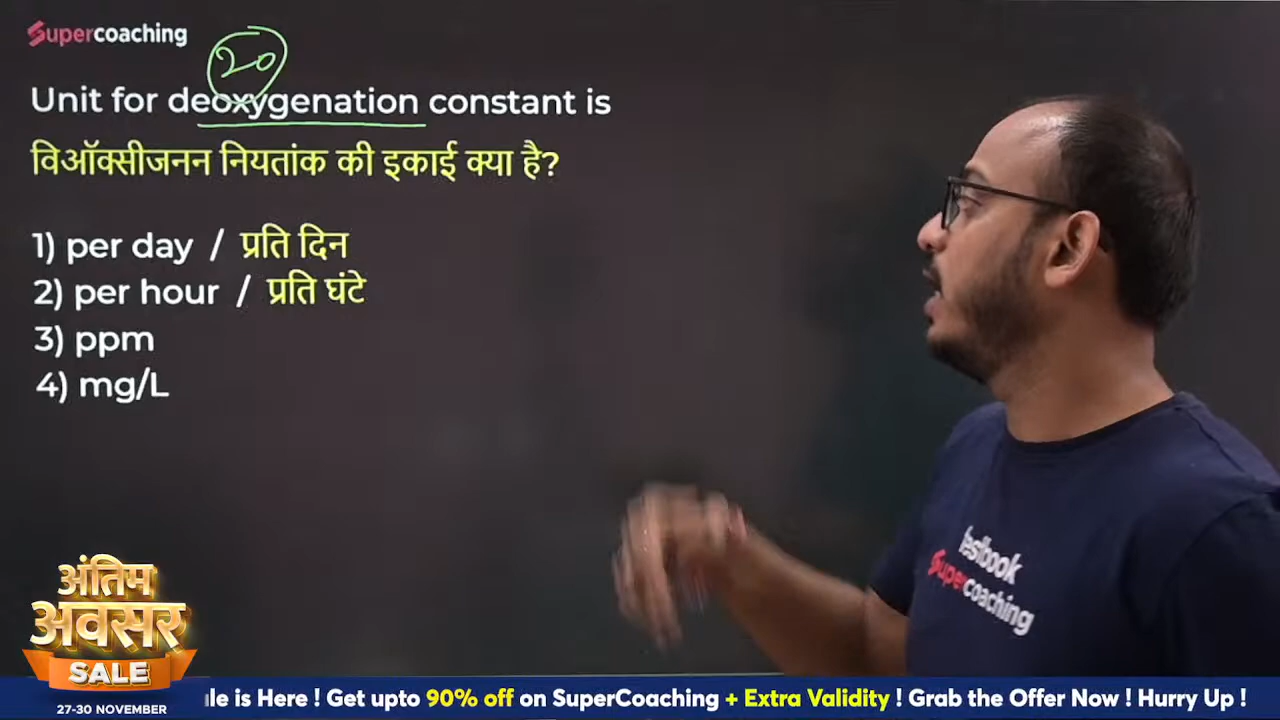 Supercoaching
20
Unit for deoxygenation constant is
विऑक्सीजनन नियतांक की इकाई क्या है?
1) per day / प्रति दिन
2) per hour / प्रति घंटे
3) ppm
4) mg/L
testbook
Supercoaching
अंतिम
अवसर
SALE
27-30 NOVEMBER
le is Here ! Get upto 90% off on SuperCoaching + Extra Validity ! Grab the Offer Now ! Hurry Up !